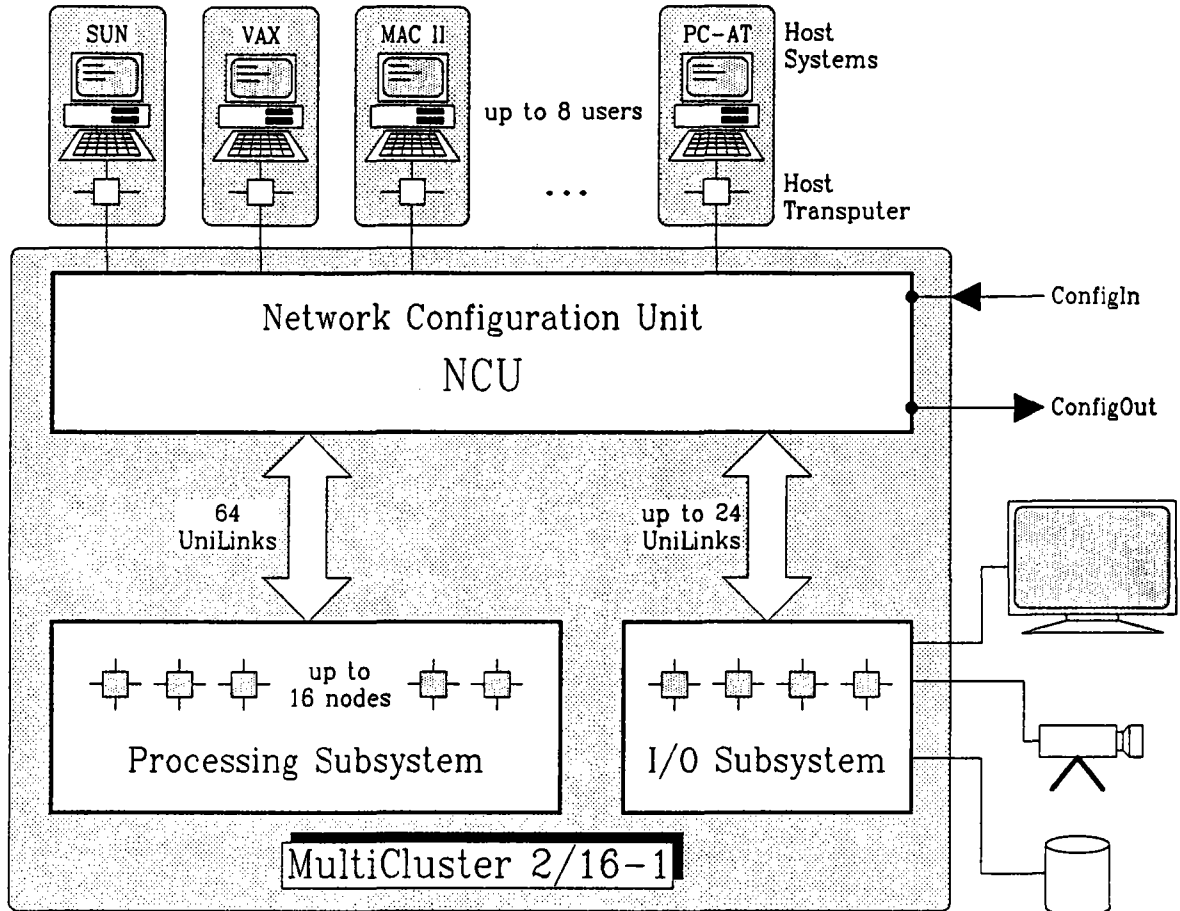 SUN
VAX
MAC II
PC-AT
Host
Systems
up to 8 users
...
Host
Transputer
Network Configuration Unit
NCU
ConfigIn
ConfigOut
64
UniLinks
up to 24
UniLinks
up to
16 nodes
Processing Subsystem
I/O Subsystem
MultiCluster 2/16-1